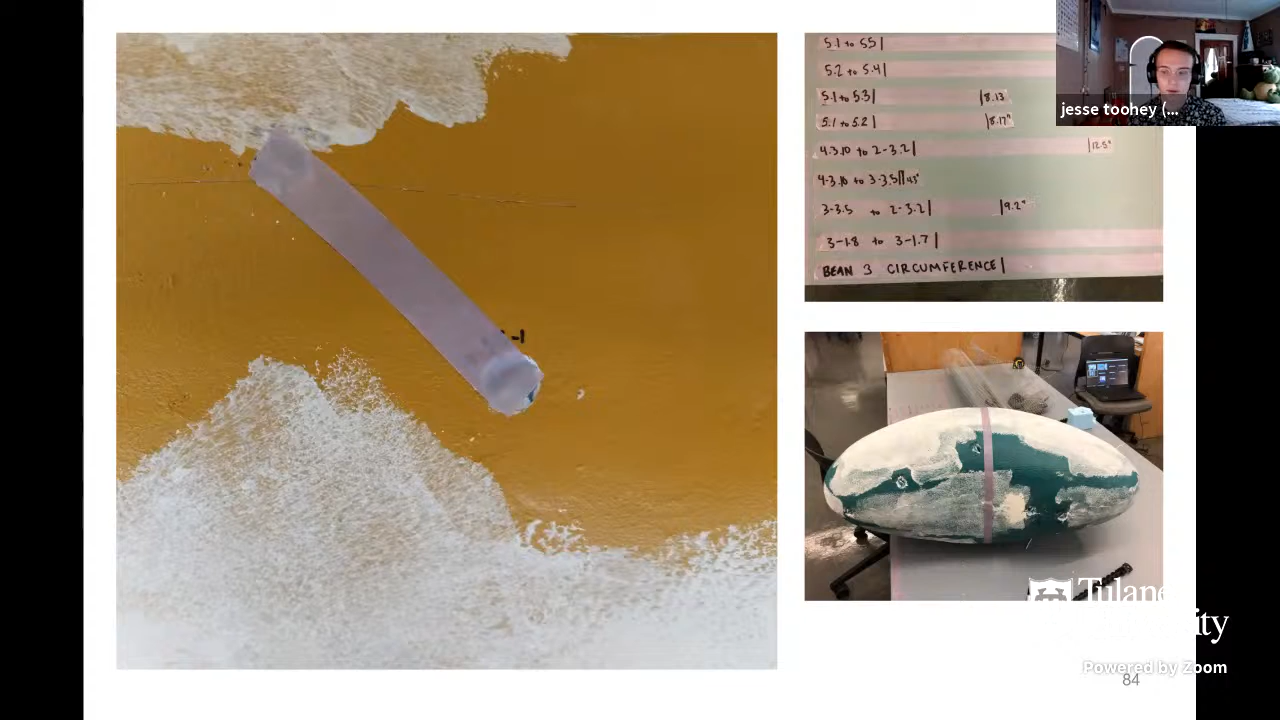 5.1 to 5.5|
5.2 to 5.4|
5.1 to 5.3| |8.13
5.1 to 5.2| |8.17"
4.3.10 to 2-3.2| |12.5"
4-3.10 to 3-3.5|
3-3.5 to 2-3.2| |9.2"
3-1.8 to 3-1.7|
BEAN 3 CIRCUMFERENCE|
jesse toohey (...
Tulane
Powered by Zoom
84